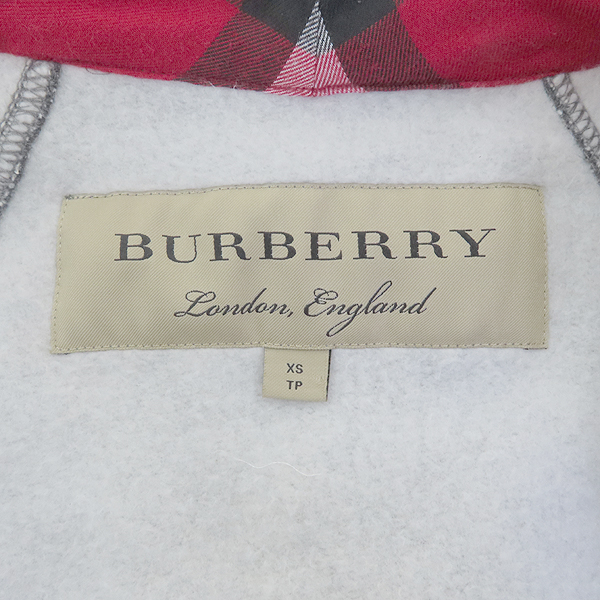 BURBERRY
London, England
XS
TP